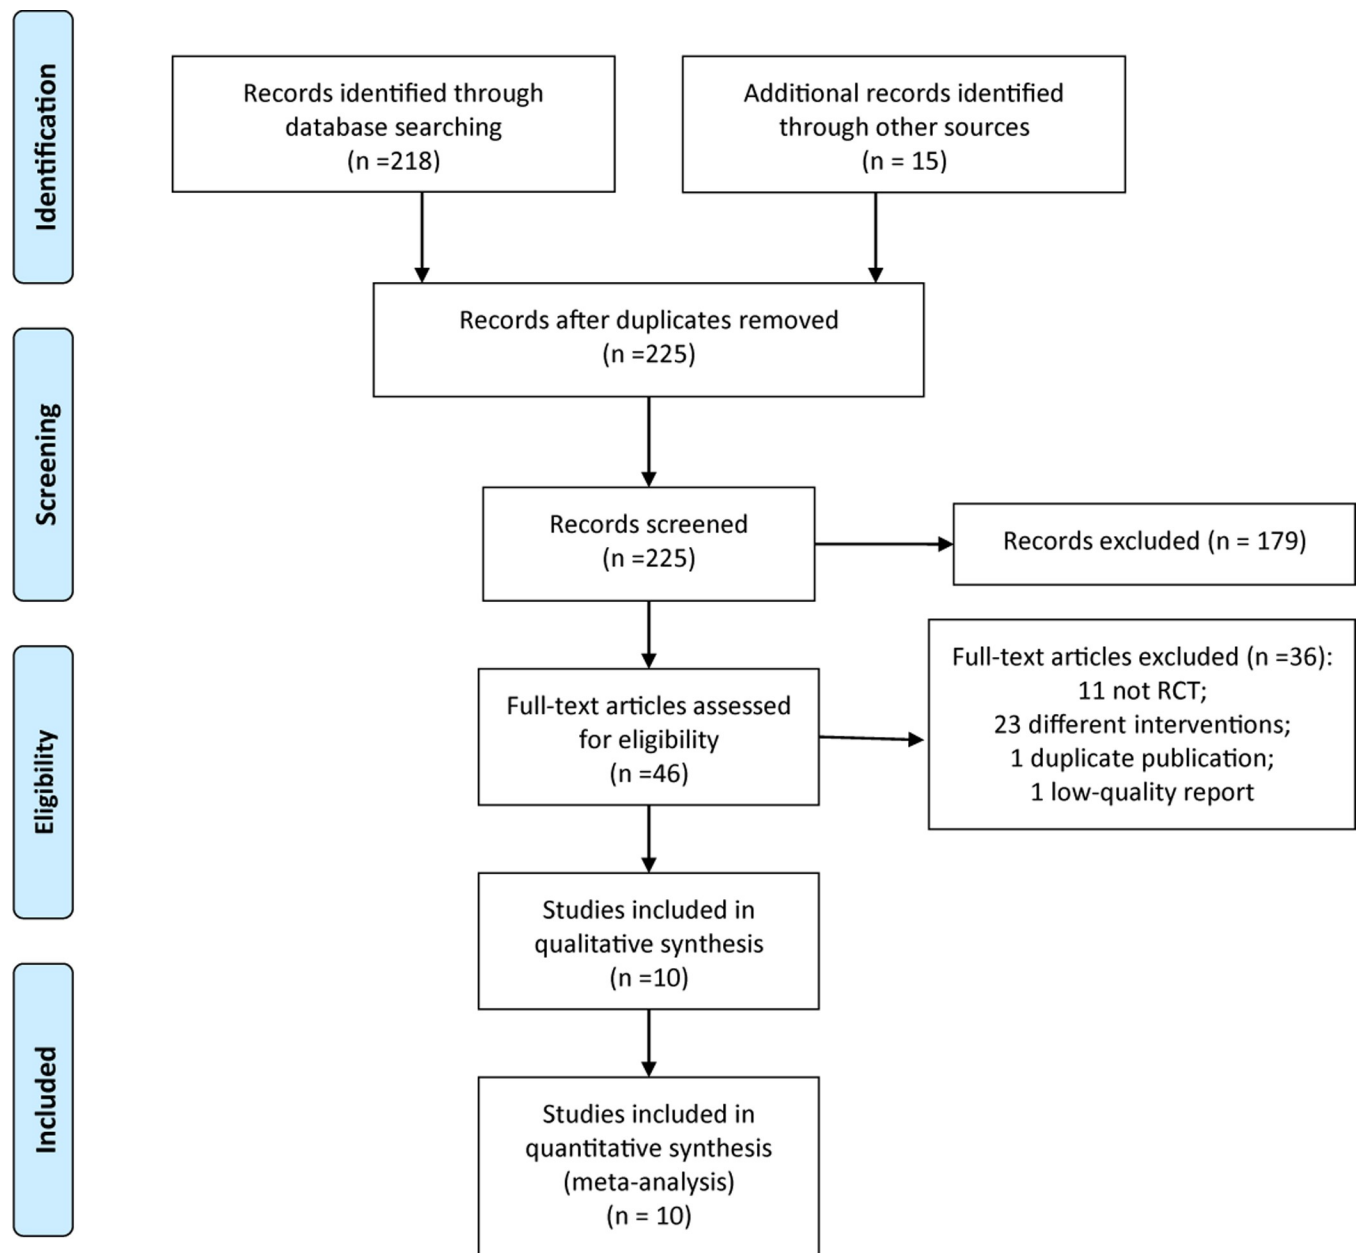 Identification
Records identified through
database searching
(n =218)
Additional records identified
through other sources
(n = 15)
Records after duplicates removed
(n =225)
Screening
Records screened
(n =225)
Records excluded (n = 179)
Eligibility
Full-text articles assessed
for eligibility
(n =46)
Full-text articles excluded (n =36):
11 not RCT;
23 different interventions;
1 duplicate publication;
1 low-quality report
Studies included in
qualitative synthesis
(n =10)
Included
Studies included in
quantitative synthesis
(meta-analysis)
(n = 10)